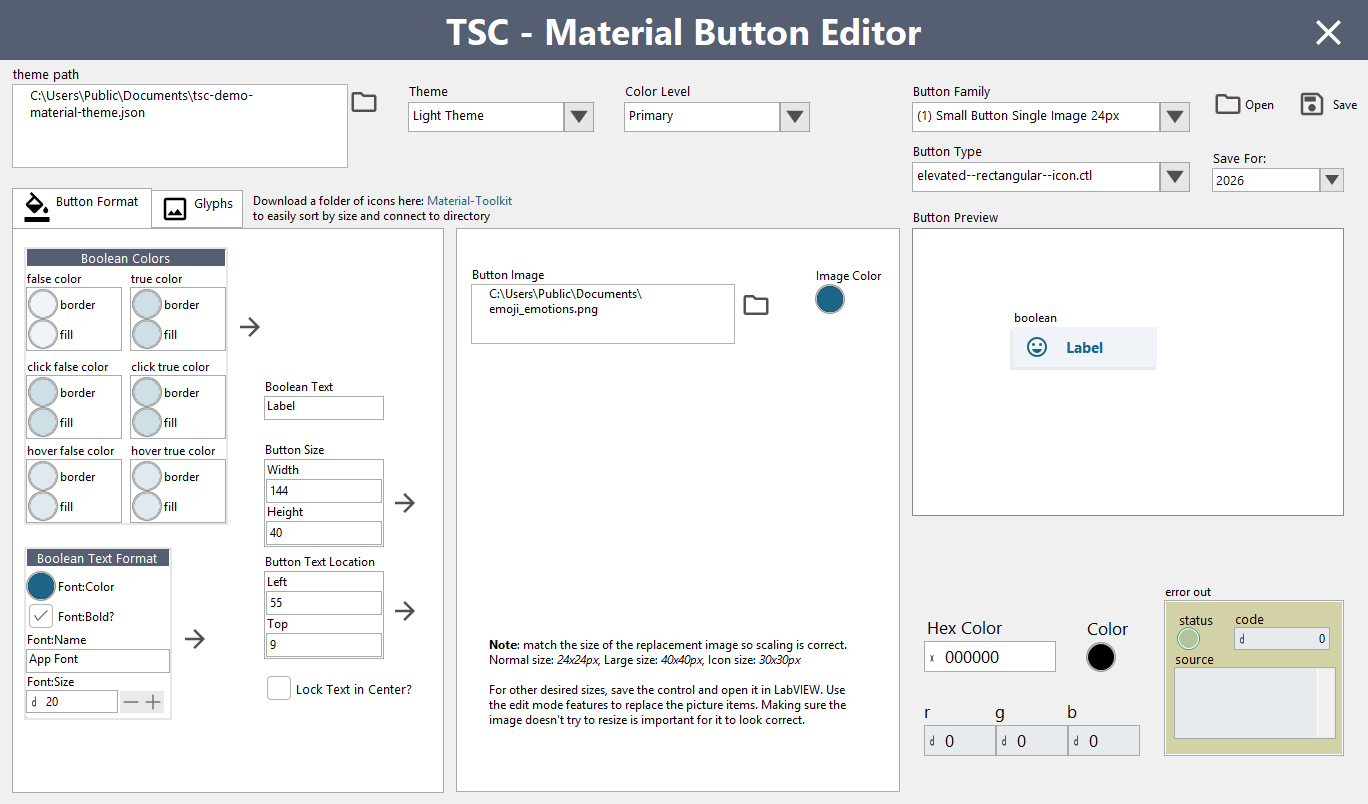 TSC - Material Button Editor
theme path
C:\Users\Public\Documents\tsc-demo-
material-theme.json
Theme
Light Theme
Color Level
Primary
Button Family
(1) Small Button Single Image 24px
Open
Save
Button Type
elevated--rectangular--icon.ctl
Save For:
2026
Button Format
Glyphs
Download a folder of icons here: Material-Toolkit
to easily sort by size and connect to directory
Boolean Colors
false color
true color
border
border
fill
fill
click false color
click true color
border
border
fill
fill
hover false color
hover true color
border
border
fill
fill
Boolean Text Format
Font:Color
Font:Bold?
Font:Name
App Font
Font:Size
d 20
Boolean Text
Label
Button Size
Width
144
Height
40
Button Text Location
Left
55
Top
9
Lock Text in Center?
Button Image
C:\Users\Public\Documents\
emoji_emotions.png
Image Color
Note: match the size of the replacement image so scaling is correct.
Normal size: 24x24px, Large size: 40x40px, Icon size: 30x30px
For other desired sizes, save the control and open it in LabVIEW. Use
the edit mode features to replace the picture items. Making sure the
image doesn't try to resize is important for it to look correct.
Button Preview
boolean
Label
Hex Color
x 000000
Color
r
g
b
d 0
d 0
d 0
error out
status
code
d 0
source